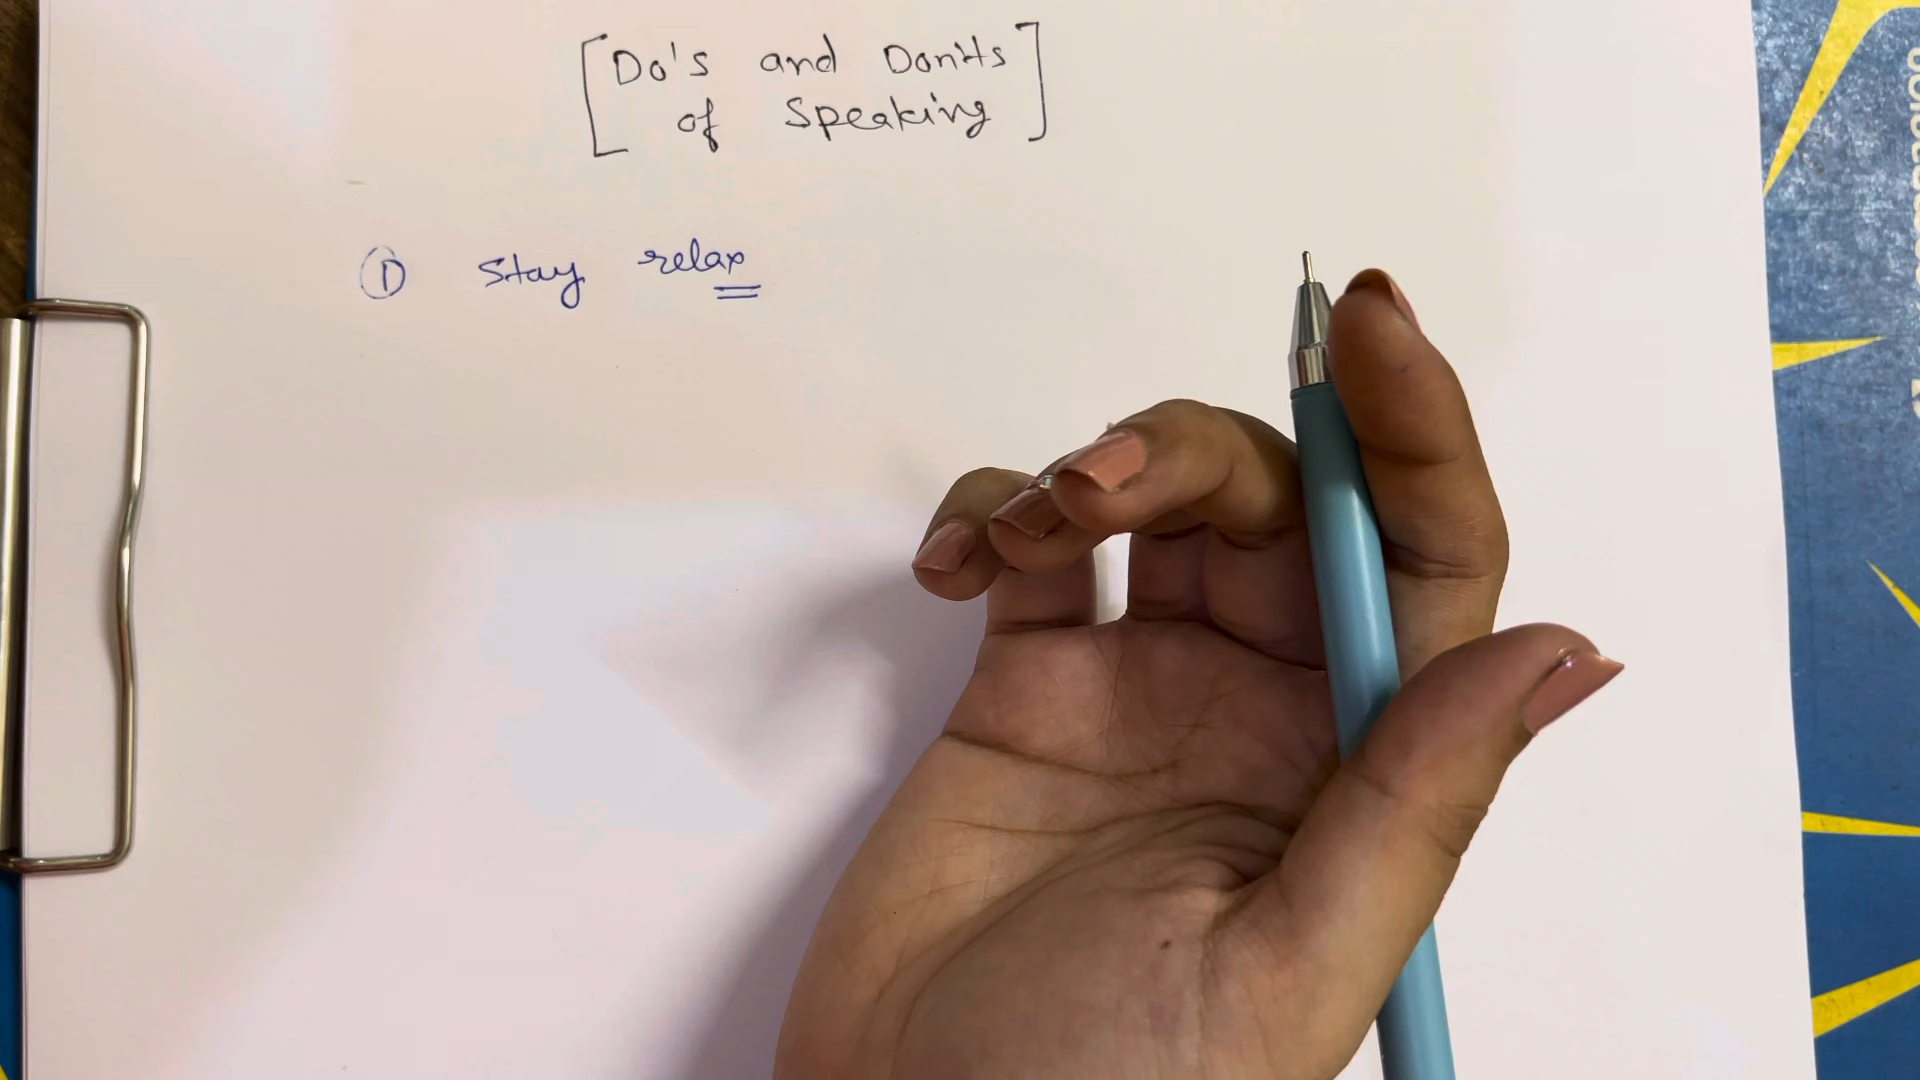 [Do's and Don'ts
of Speaking]
① Stay relax